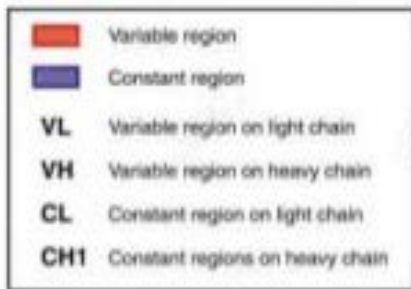 Variable region
Constant region
VL Variable region on light chain
VH Variable region on heavy chain
CL Constant region on light chain
CH1 Constant regions on heavy chain